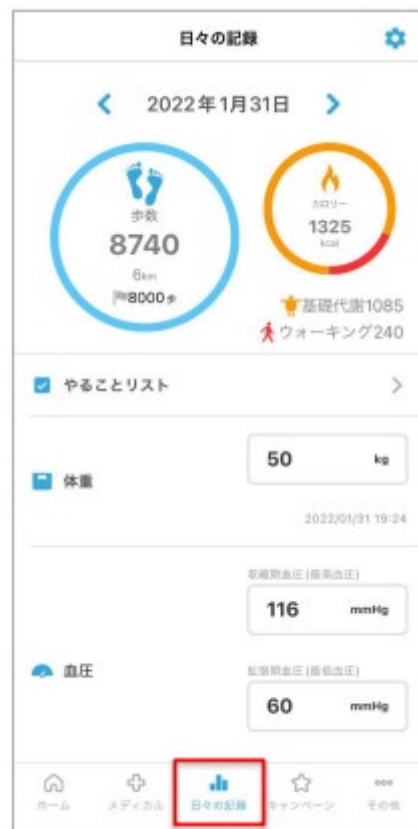 日々の記録
2022年1月31日
歩数
8740
6km
8000歩
カロリー
1325
kcal
基礎代謝1085
ウォーキング240
やることリスト
体重
50 kg
2022/01/31 19:24
収縮期血圧(最高血圧)
116 mmHg
血圧
拡張期血圧(最低血圧)
60 mmHg
ホーム メディカル 日々の記録 キャンペーン その他